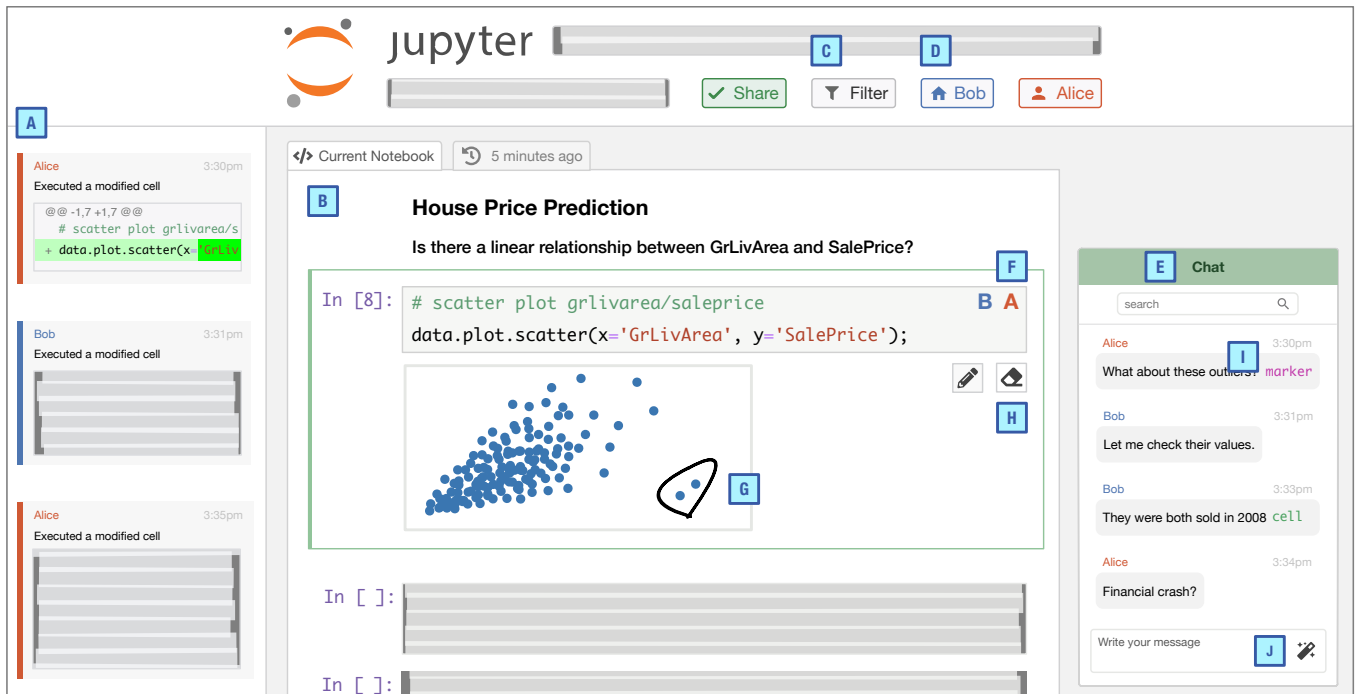 jupyter
C
D
Share
Filter
Bob
Alice
A
Alice 3:30pm
Executed a modified cell
@@ -1,7 +1,7 @@
# scatter plot grlivarea/s
+ data.plot.scatter(x='GrLiv
Bob 3:31pm
Executed a modified cell
Alice 3:35pm
Executed a modified cell
Current Notebook
5 minutes ago
B
House Price Prediction
Is there a linear relationship between GrLivArea and SalePrice?
F
In [8]: # scatter plot grlivarea/saleprice B A
data.plot.scatter(x='GrLivArea', y='SalePrice');
H
G
In [ ]:
In [ ]:
E Chat
search
Alice 3:30pm
I
What about these outliers? marker
Bob 3:31pm
Let me check their values.
Bob 3:33pm
They were both sold in 2008 cell
Alice 3:34pm
Financial crash?
Write your message
J